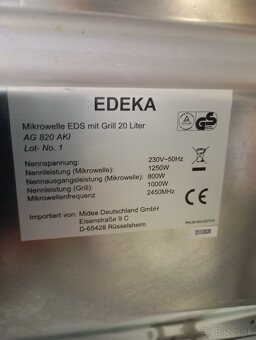 EDEKA
Mikrowelle EDS mit Grill 20 Liter
AG 820 AKI
Lot- No. 1
Nennspannung: 230V~50Hz
Nennleistung (Mikrowelle): 1250W
Nennausgangsleistung (Mikrowelle): 800W
Nennleistung (Grill): 1000W
Mikrowellenfrequenz: 2450MHz
Importiert von: Midea Deutschland GmbH
Eisenstraße 9 C
D-65428 Rüsselsheim
GS
CE